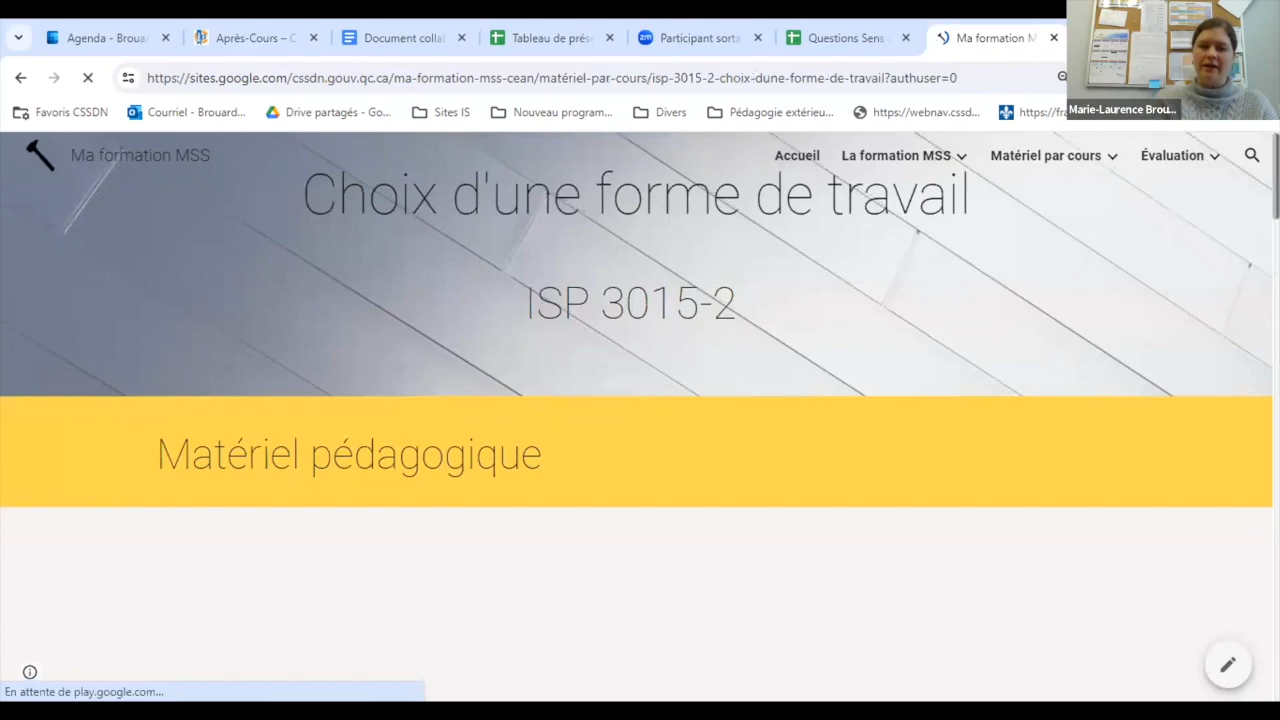 Agenda - Broua
Après-Cours – C
Document colla
Tableau de prés
Participant sorta
Questions Sens
Ma formation M
https://sites.google.com/cssdn.gouv.qc.ca/ma-formation-mss-cean/matériel-par-cours/isp-3015-2-choix-dune-forme-de-travail?authuser=0
Marie-Laurence Brou...
Favoris CSSDN
Courriel - Brouard...
Drive partagés - Go...
Sites IS
Nouveau program...
Divers
Pédagogie extérieu...
https://webnav.cssd...
https://fra
Ma formation MSS
Accueil
La formation MSS
Matériel par cours
Évaluation
Choix d'une forme de travail
ISP 3015-2
Matériel pédagogique
En attente de play.google.com...